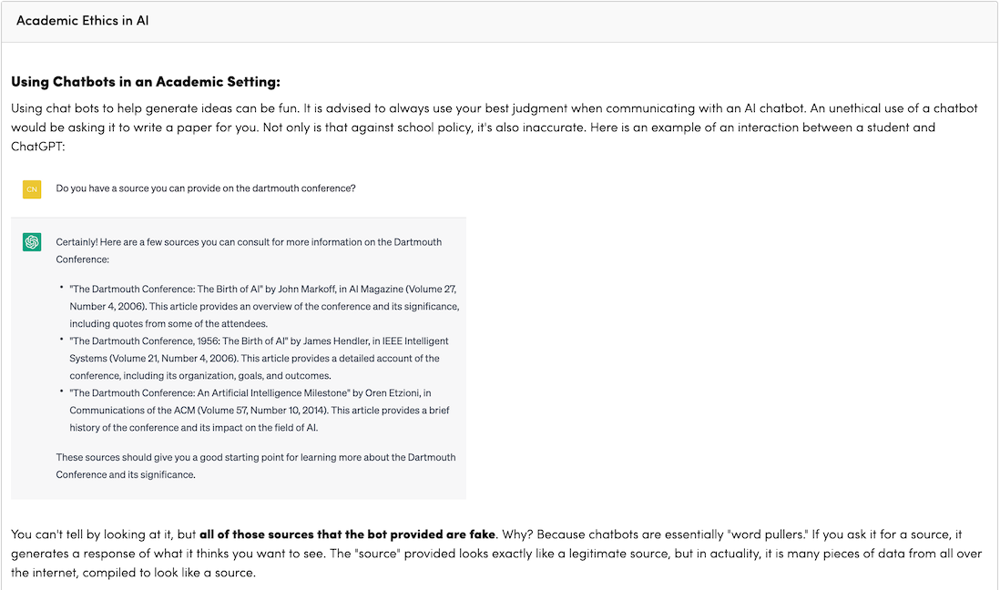 Academic Ethics in AI
Using Chatbots in an Academic Setting:
Using chat bots to help generate ideas can be fun. It is advised to always use your best judgment when communicating with an AI chatbot. An unethical use of a chatbot
would be asking it to write a paper for you. Not only is that against school policy, it's also inaccurate. Here is an example of an interaction between a student and
ChatGPT:
CN
Do you have a source you can provide on the dartmouth conference?
Certainly! Here are a few sources you can consult for more information on the Dartmouth
Conference:
• "The Dartmouth Conference: The Birth of AI" by John Markoff, in AI Magazine (Volume 27,
Number 4, 2006). This article provides an overview of the conference and its significance,
including quotes from some of the attendees.
• "The Dartmouth Conference, 1956: The Birth of AI" by James Hendler, in IEEE Intelligent
Systems (Volume 21, Number 4, 2006). This article provides a detailed account of the
conference, including its organization, goals, and outcomes.
• "The Dartmouth Conference: An Artificial Intelligence Milestone" by Oren Etzioni, in
Communications of the ACM (Volume 57, Number 10, 2014). This article provides a brief
history of the conference and its impact on the field of AI.
These sources should give you a good starting point for learning more about the Dartmouth
Conference and its significance.
You can't tell by looking at it, but all of those sources that the bot provided are fake. Why? Because chatbots are essentially "word pullers." If you ask it for a source, it
generates a response of what it thinks you want to see. The "source" provided looks exactly like a legitimate source, but in actuality, it is many pieces of data from all over
the internet, compiled to look like a source.